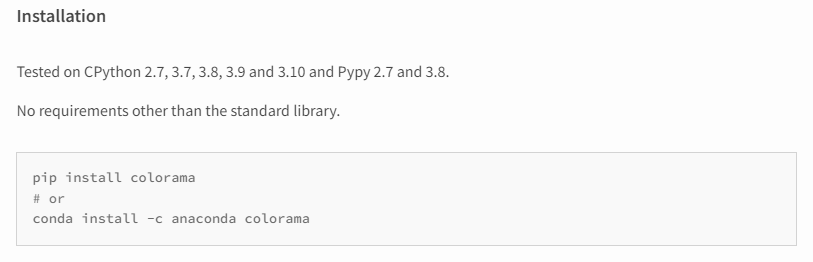 Installation
Tested on CPython 2.7, 3.7, 3.8, 3.9 and 3.10 and Pypy 2.7 and 3.8.
No requirements other than the standard library.
pip install colorama
# or
conda install -c anaconda colorama